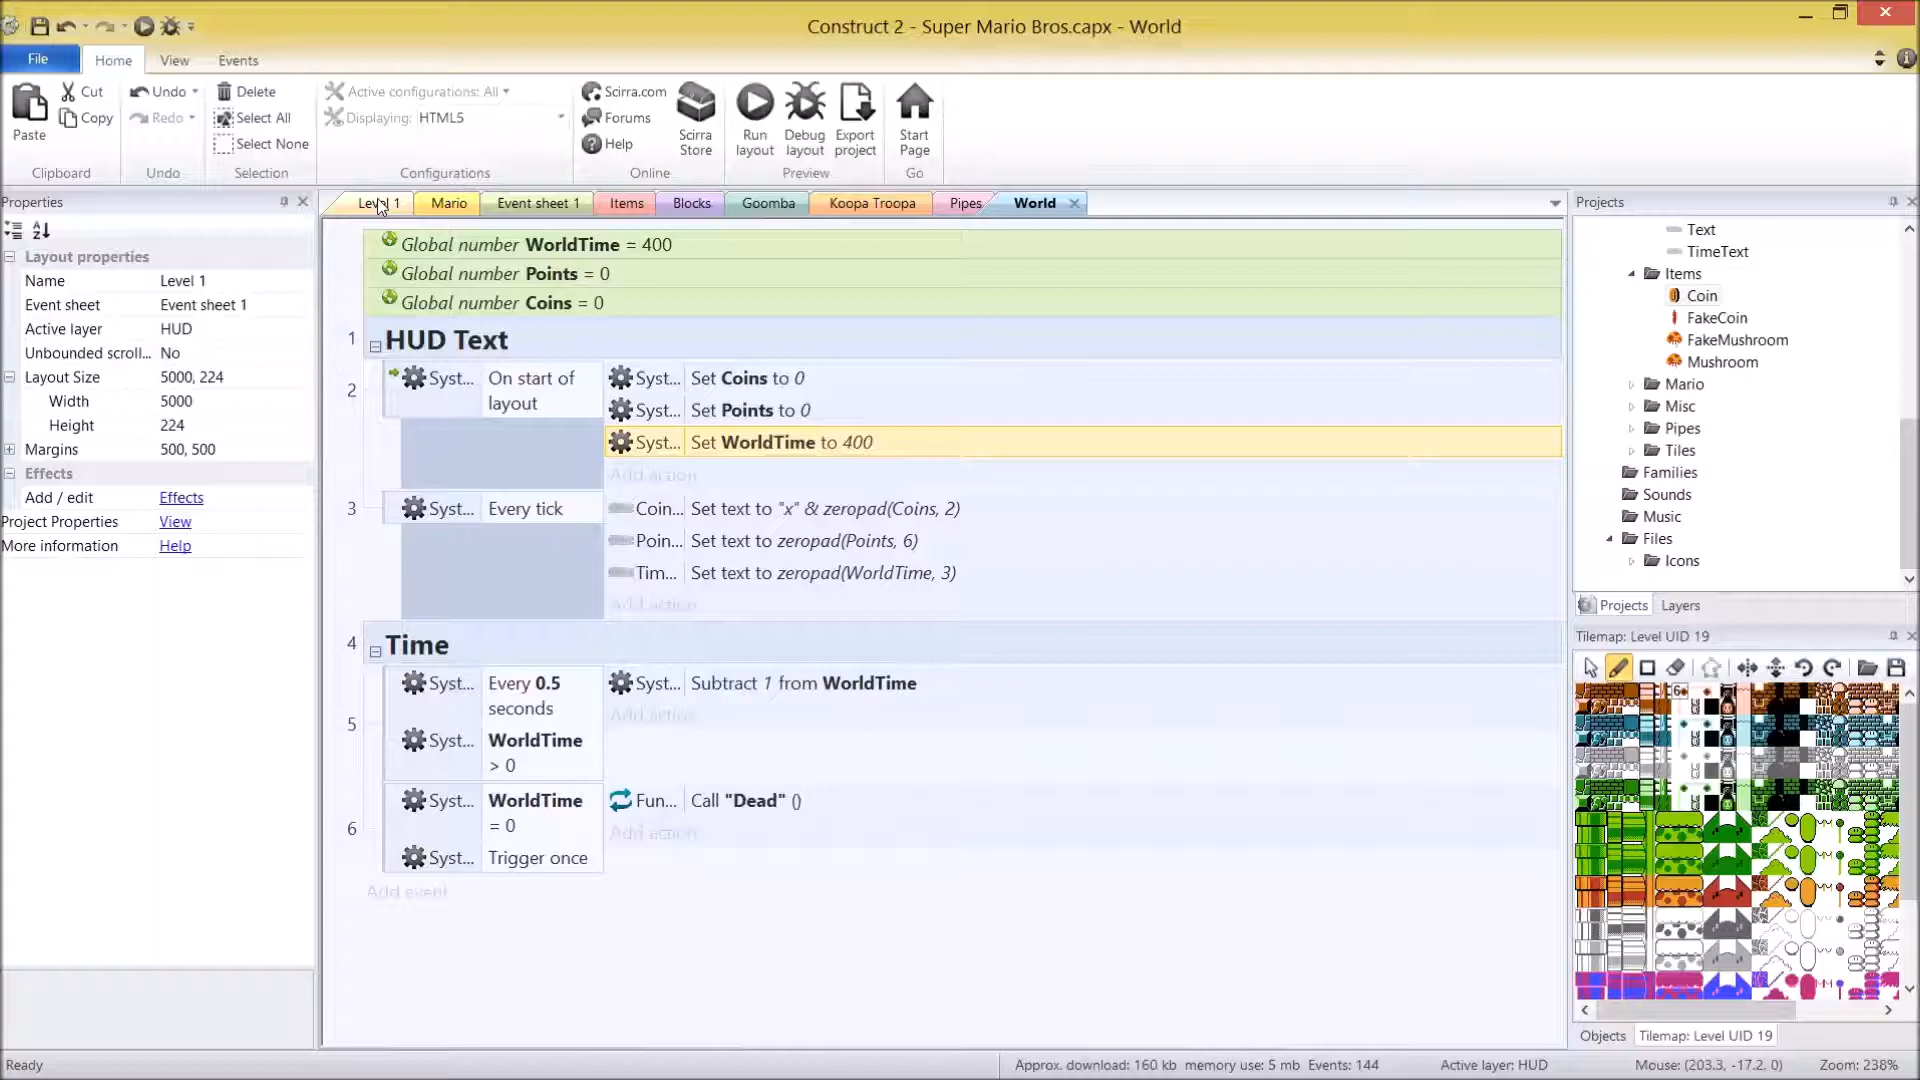 Construct 2 - Super Mario Bros.capx - World
File Home View Events
Paste Cut Copy Clipboard
Undo Redo Undo
Delete Select All Select None Selection
Active configurations: All
Displaying: HTML5
Configurations
Scirra.com Forums Help Scirra Store Online
Run layout Debug layout Export project Preview
Start Page Go
Properties
Level 1 Mario Event sheet 1 Items Blocks Goomba Koopa Troopa Pipes World
Layout properties
Name Level 1
Event sheet Event sheet 1
Active layer HUD
Unbounded scroll... No
Layout Size 5000, 224
Width 5000
Height 224
Margins 500, 500
Effects
Add / edit Effects
Project Properties View
More information Help
Global number WorldTime = 400
Global number Points = 0
Global number Coins = 0
1 HUD Text
2 Syst... On start of layout Syst... Set Coins to 0
Syst... Set Points to 0
Syst... Set WorldTime to 400
Add action
3 Syst... Every tick Coin... Set text to "x" & zeropad(Coins, 2)
Poin... Set text to zeropad(Points, 6)
Tim... Set text to zeropad(WorldTime, 3)
Add action
4 Time
5 Syst... Every 0.5 seconds Syst... Subtract 1 from WorldTime
Add action
Syst... WorldTime > 0
6 Syst... WorldTime = 0 Fun... Call "Dead" ()
Add action
Syst... Trigger once
Add event
Projects
Text
TimeText
Items
Coin
FakeCoin
FakeMushroom
Mushroom
Mario
Misc
Pipes
Tiles
Families
Sounds
Music
Files
Icons
Projects Layers
Tilemap: Level UID 19
Objects Tilemap: Level UID 19
Ready
Approx. download: 160 kb memory use: 5 mb Events: 144 Active layer: HUD Mouse: (203.3, -17.2, 0) Zoom: 238%